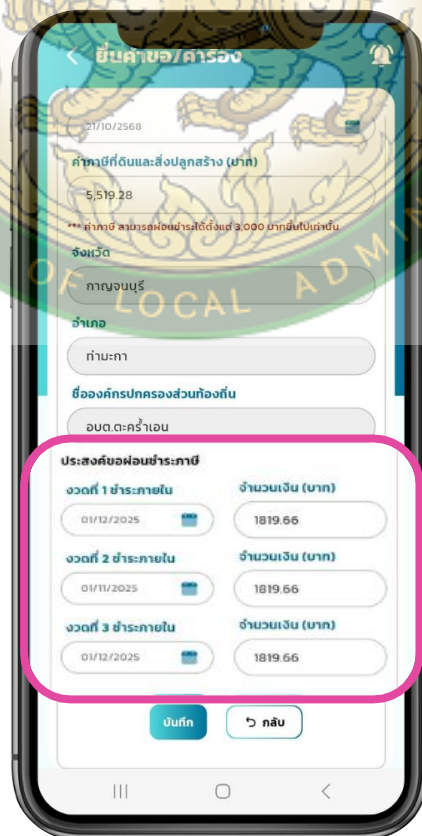 ยื่นคำขอ/คำร้อง
21/10/2568
ค่าภาษีที่ดินและสิ่งปลูกสร้าง (บาท)
5,519.28
*** ค่าภาษี สามารถผ่อนชำระได้ตั้งแต่ 3,000 บาทขึ้นไปเท่านั้น
จังหวัด
กาญจนบุรี
OF LOCAL ADMIN
อำเภอ
ท่ามะกา
ชื่อองค์กรปกครองส่วนท้องถิ่น
อบต.ตะคร้ำเอน
ประสงค์ขอผ่อนชำระภาษี
งวดที่ 1 ชำระภายใน จำนวนเงิน (บาท)
01/12/2025 1819.66
งวดที่ 2 ชำระภายใน จำนวนเงิน (บาท)
01/11/2025 1819.66
งวดที่ 3 ชำระภายใน จำนวนเงิน (บาท)
01/12/2025 1819.66
บันทึก กลับ